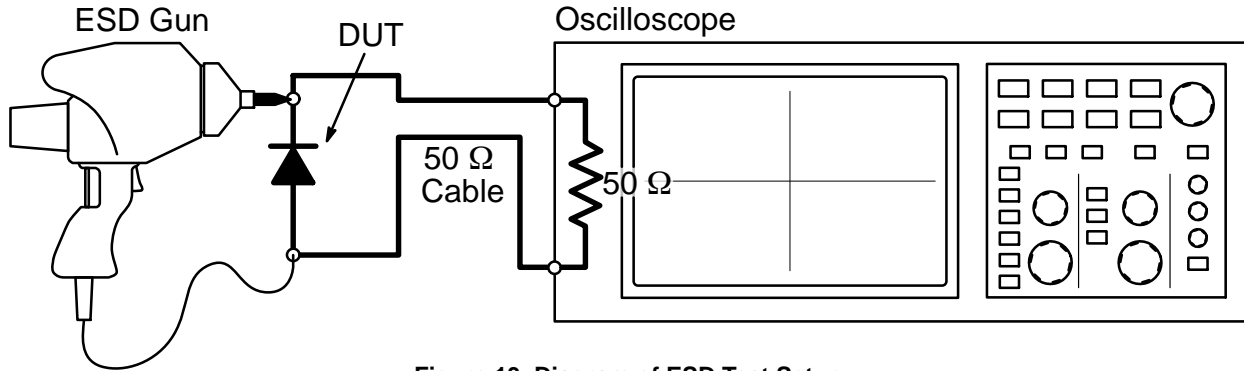 ESD Gun
DUT
Oscilloscope
50 Ω
Cable
50 Ω